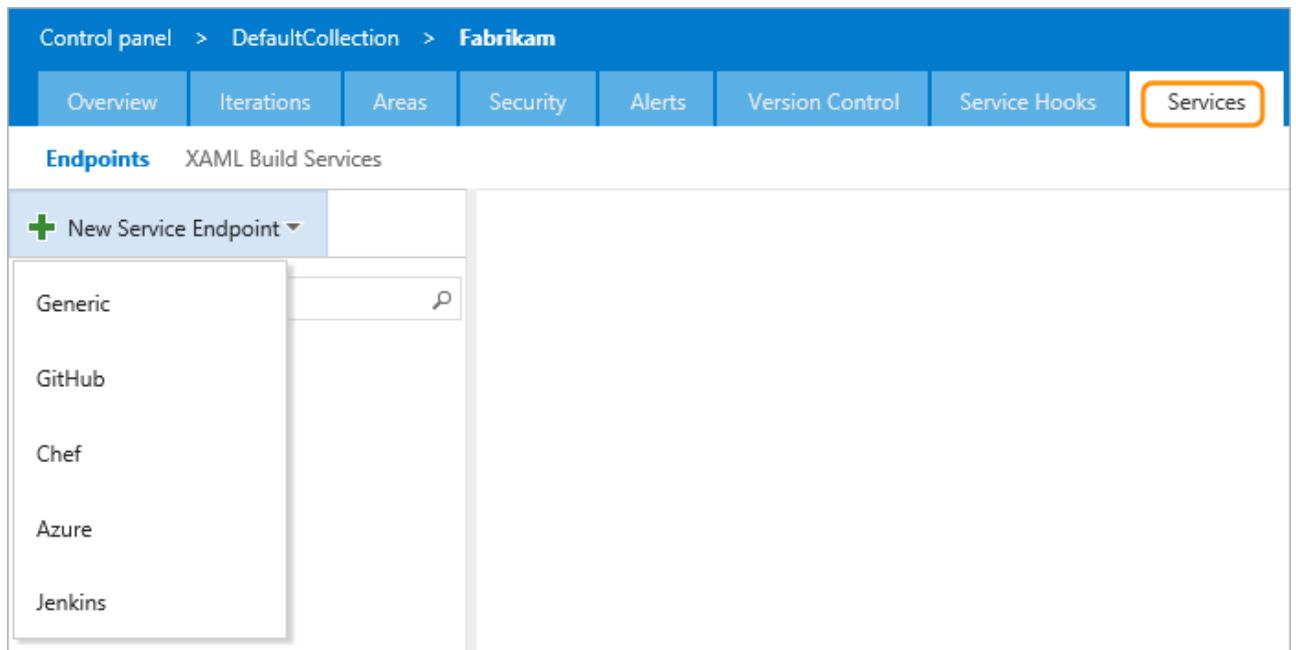 Control panel > DefaultCollection > Fabrikam
Overview Iterations Areas Security Alerts Version Control Service Hooks Services
Endpoints XAML Build Services
New Service Endpoint
Generic
GitHub
Chef
Azure
Jenkins